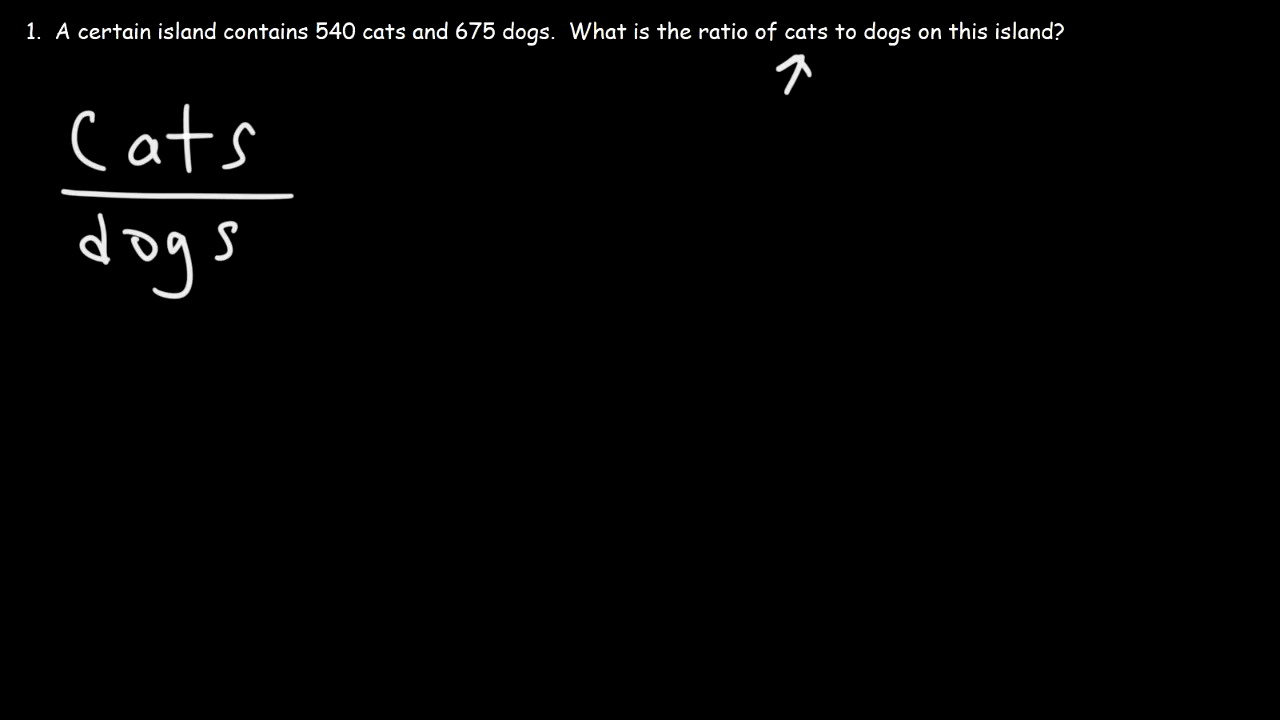 1. A certain island contains 540 cats and 675 dogs. What is the ratio of cats to dogs on this island?
Cats
dogs